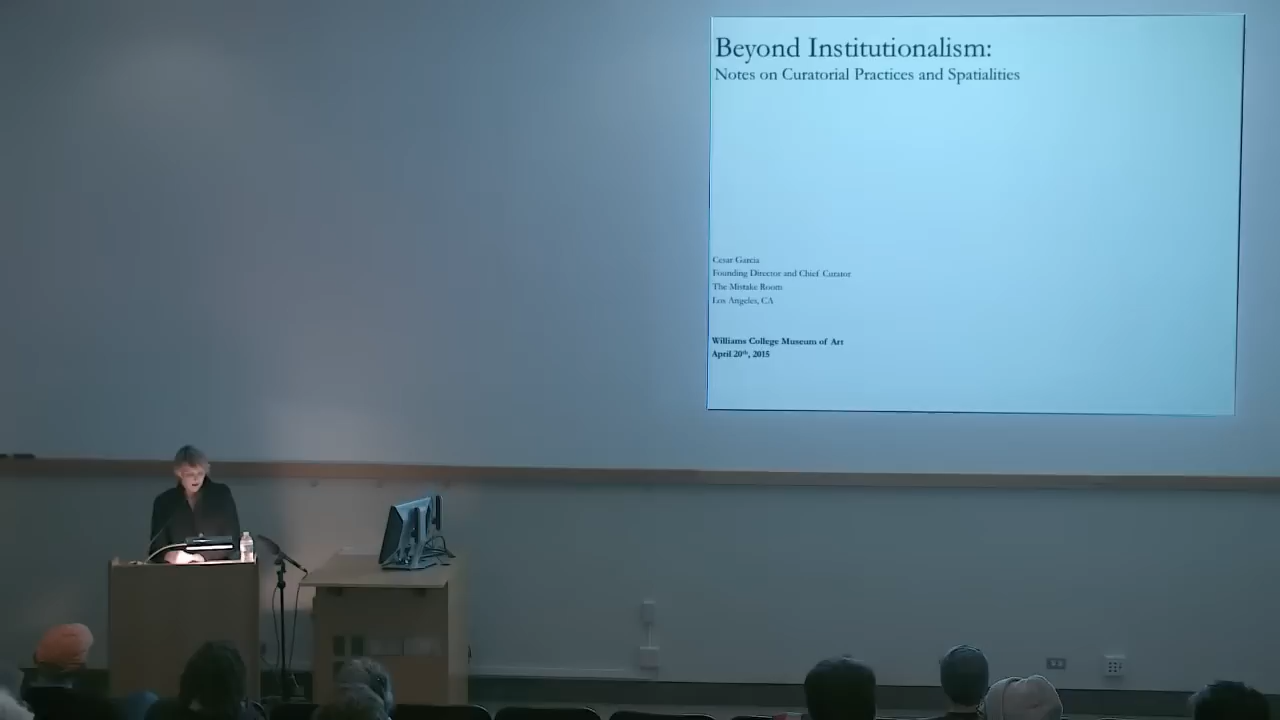 Beyond Institutionalism:
Notes on Curatorial Practices and Spatialities
Cesar Garcia
Founding Director and Chief Curator
The Mistake Room
Los Angeles, CA
Williams College Museum of Art
April 20th, 2015